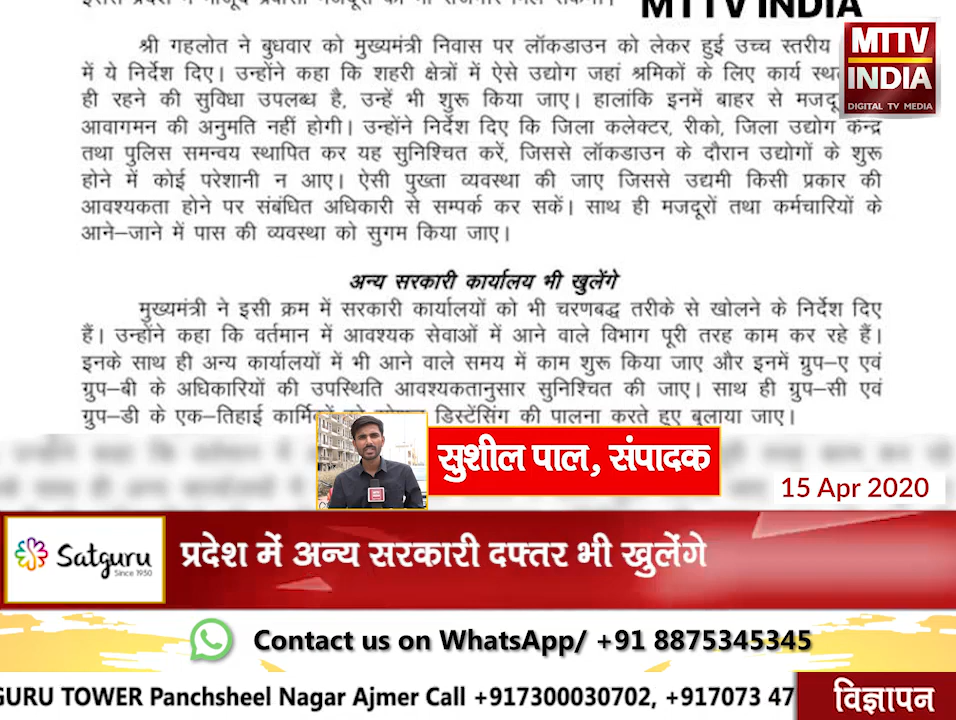 MTTV INDIA
श्री गहलोत ने बुधवार को मुख्यमंत्री निवास पर लॉकडाउन को लेकर हुई उच्च स्तरीय
में ये निर्देश दिए। उन्होंने कहा कि शहरी क्षेत्रों में ऐसे उद्योग जहां श्रमिकों के लिए कार्य
ही रहने की सुविधा उपलब्ध है, उन्हें भी शुरू किया जाए। हालांकि इनमें बाहर से
आवागमन की अनुमति नहीं होगी। उन्होंने निर्देश दिए कि जिला कलेक्टर, रीको, जिला उद्योग केन्द्र
तथा पुलिस समन्वय स्थापित कर यह सुनिश्चित करें, जिससे लॉकडाउन के दौरान उद्योगों के शुरू
होने में कोई परेशानी न आए। ऐसी पुख्ता व्यवस्था की जाए जिससे उद्यमी किसी प्रकार की
आवश्यकता होने पर संबंधित अधिकारी से सम्पर्क कर सकें। साथ ही मजदूरों तथा कर्मचारियों के
आने–जाने में पास की व्यवस्था को सुगम किया जाए।
MTTV
INDIA
DIGITAL TV MEDIA
अन्य सरकारी कार्यालय भी खुलेंगे
मुख्यमंत्री ने इसी क्रम में सरकारी कार्यालयों को भी चरणबद्ध तरीके से खोलने के निर्देश दिए
हैं। उन्होंने कहा कि वर्तमान में आवश्यक सेवाओं में आने वाले विभाग पूरी तरह काम कर रहे हैं।
इनके साथ ही अन्य कार्यालयों में भी आने वाले समय में काम शुरू किया जाए और इनमें ग्रुप–ए एवं
ग्रुप–बी के अधिकारियों की उपस्थिति आवश्यकतानुसार सुनिश्चित की जाए। साथ ही ग्रुप–सी एवं
ग्रुप–डी के एक–तिहाई डिस्टेंसिंग की पालना करते हुए बुलाया जाए।
सुशील पाल, संपादक
15 Apr 2020
Satguru
Since 1950
प्रदेश में अन्य सरकारी दफ्तर भी खुलेंगे
Contact us on WhatsApp/ +91 8875345345
GURU TOWER Panchsheel Nagar Ajmer Call +917300030702, +917073 47
विज्ञापन